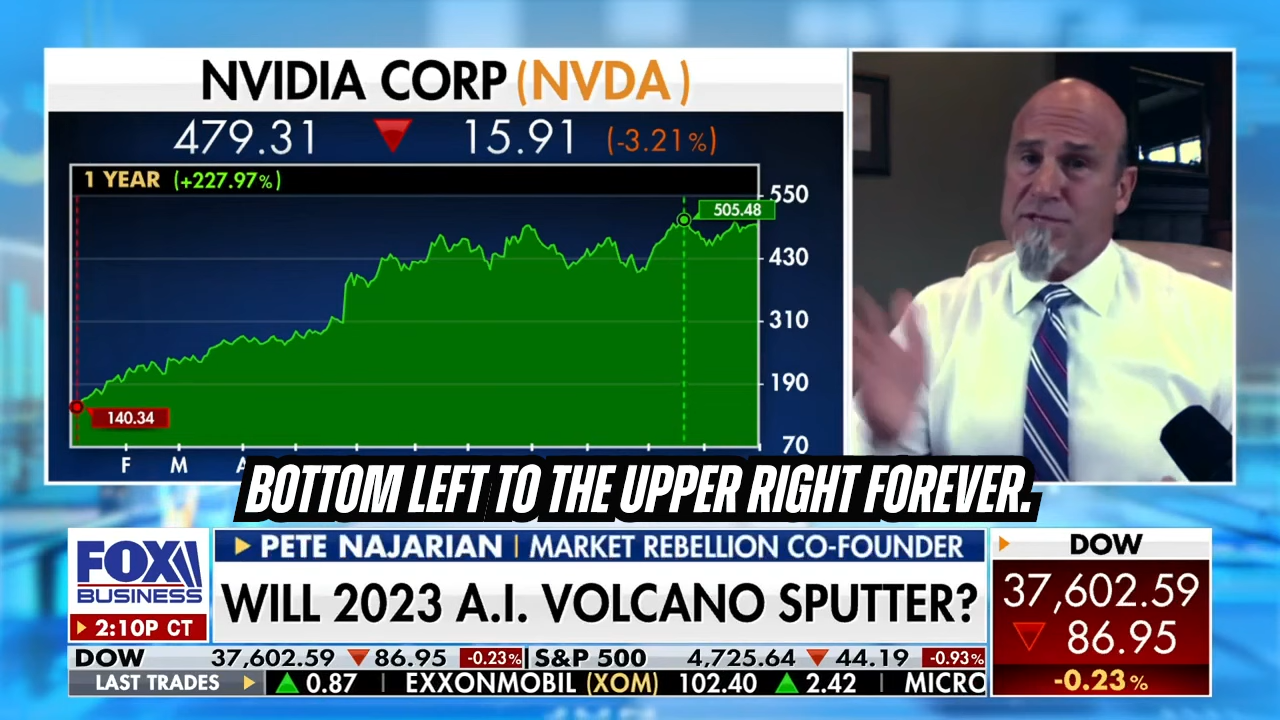 NVIDIA CORP (NVDA)
479.31 ▼ 15.91 (-3.21%)
1 YEAR (+227.97%)
550
505.48
430
310
190
140.34
70
F M A
BOTTOM LEFT TO THE UPPER RIGHT FOREVER.
FOX BUSINESS
2:10P CT
PETE NAJARIAN | MARKET REBELLION CO-FOUNDER
WILL 2023 A.I. VOLCANO SPUTTER?
DOW
37,602.59
▼ 86.95
-0.23%
DOW 37,602.59 ▼ 86.95 -0.23% S&P 500 4,725.64 ▼ 44.19 -0.93%
LAST TRADES ▲ 0.87 | EXXONMOBIL (XOM) 102.40 ▲ 2.42 | MICRO